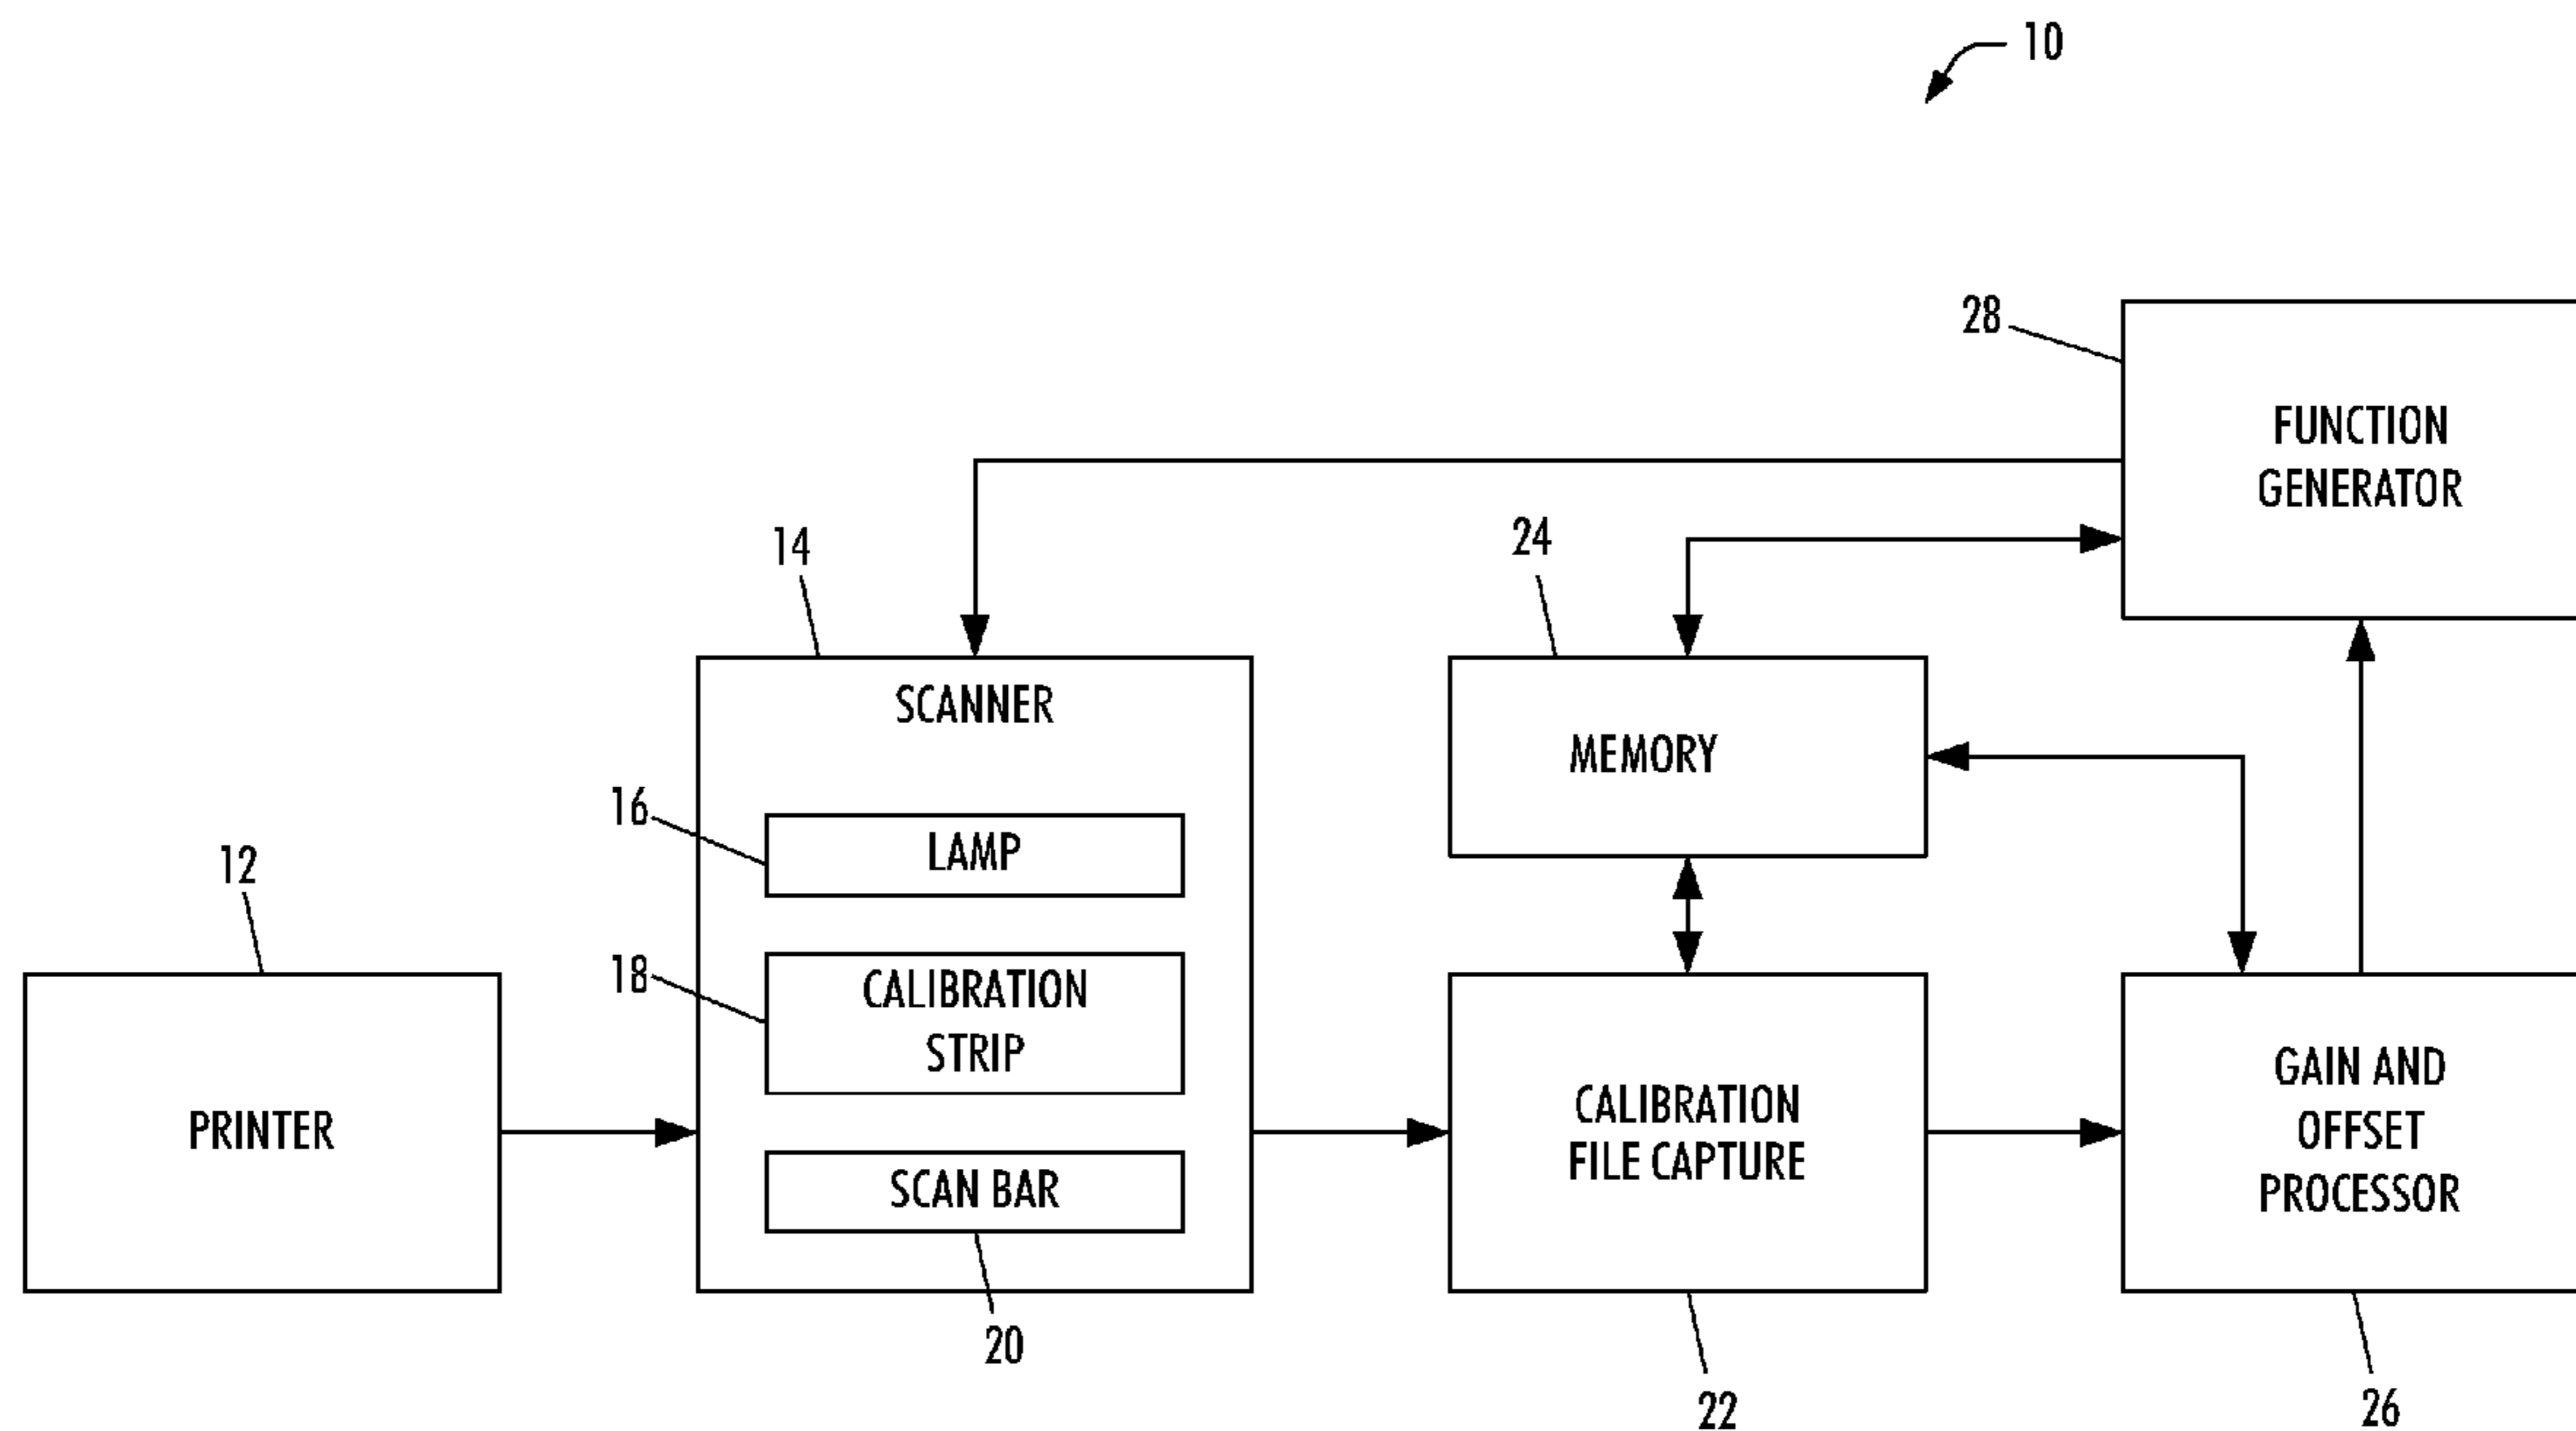 10
28
FUNCTION
GENERATOR
14
24
SCANNER
MEMORY
16
LAMP
12
18
CALIBRATION
STRIP
PRINTER
SCAN BAR
CALIBRATION
FILE CAPTURE
GAIN AND
OFFSET
PROCESSOR
20
22
26